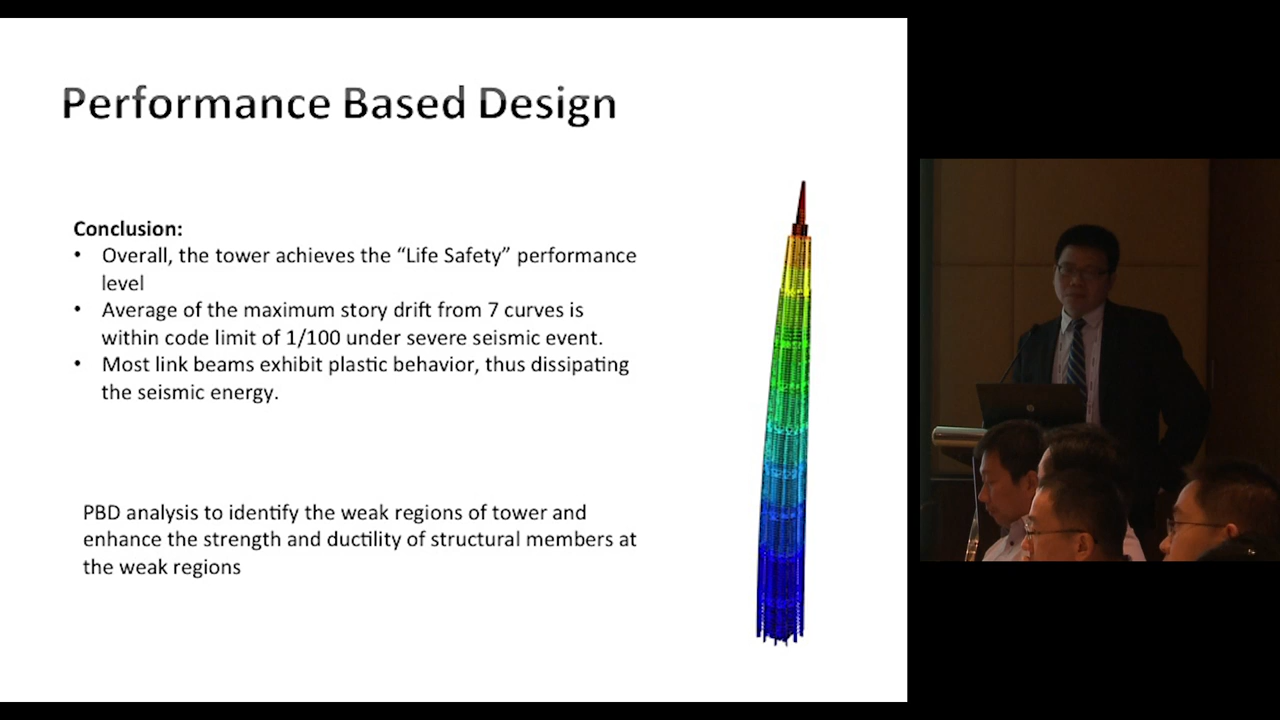 Performance Based Design
Conclusion:
• Overall, the tower achieves the “Life Safety” performance
level
• Average of the maximum story drift from 7 curves is
within code limit of 1/100 under severe seismic event.
• Most link beams exhibit plastic behavior, thus dissipating
the seismic energy.
PBD analysis to identify the weak regions of tower and
enhance the strength and ductility of structural members at
the weak regions